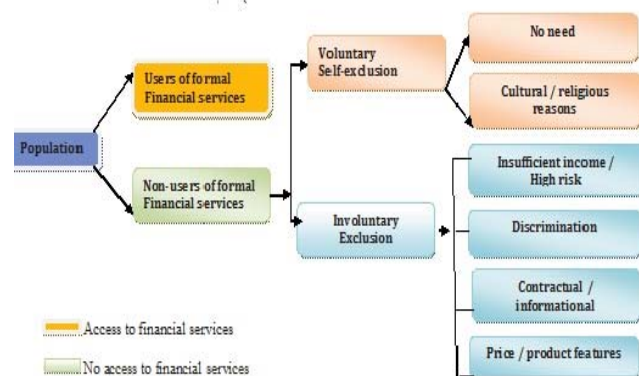 Population
Users of formal
Financial services
Non-users of formal
Financial services
Voluntary
Self-exclusion
Involuntary
Exclusion
No need
Cultural / religious
reasons
Insufficient income /
High risk
Discrimination
Contractual /
informational
Price / product features
Access to financial services
No access to financial services